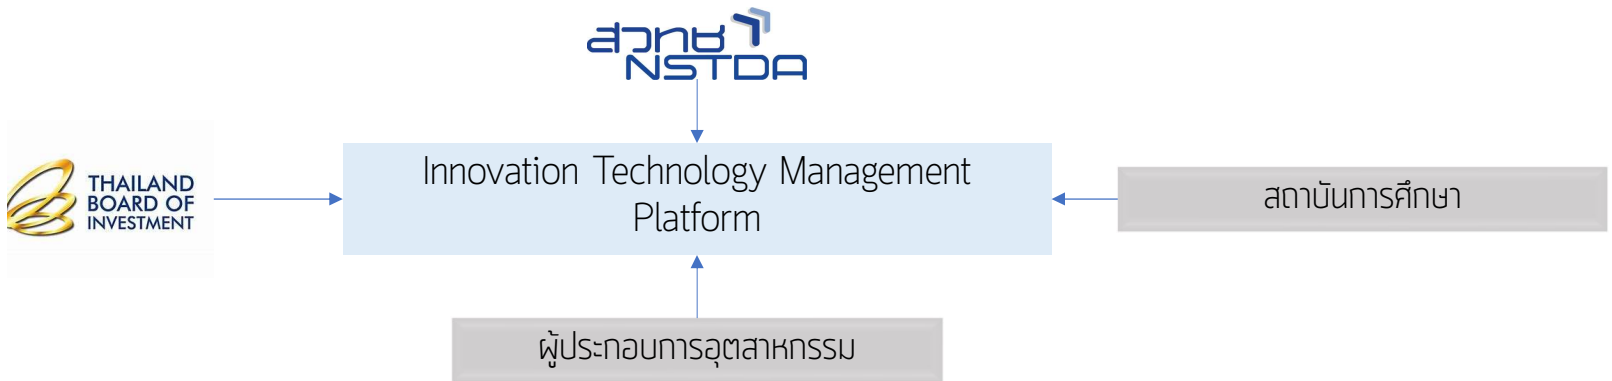 สวทช
NSTDA
THAILAND
BOARD OF
INVESTMENT
Innovation Technology Management
Platform
สถาบันการศึกษา
ผู้ประกอบการอุตสาหกรรม